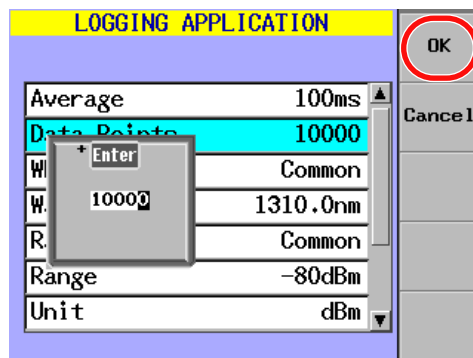 LOGGING APPLICATION
OK
Cancel
Average 100ms
Data Points 10000
+ Enter
10000
W Common
W. 1310.0nm
R. Common
Range -80dBm
Unit dBm